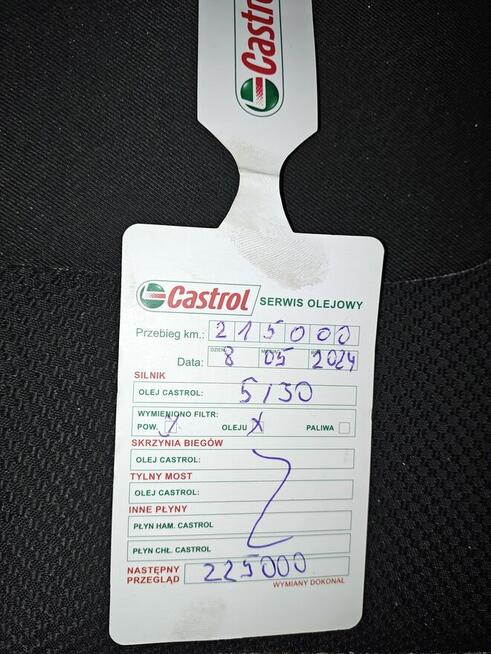 Castrol
Castrol SERWIS OLEJOWY
Przebieg km.: 215000
Data: 8 05 2024
SILNIK
OLEJ CASTROL: 5/30
WYMIENIONO FILTR:
POW. X OLEJU X PALIWA
SKRZYNIA BIEGÓW
OLEJ CASTROL:
TYLNY MOST
OLEJ CASTROL:
INNE PŁYNY
PŁYN HAM. CASTROL
PŁYN CHŁ. CASTROL
NASTĘPNY
PRZEGLĄD 225000
WYMIANY DOKONAŁ